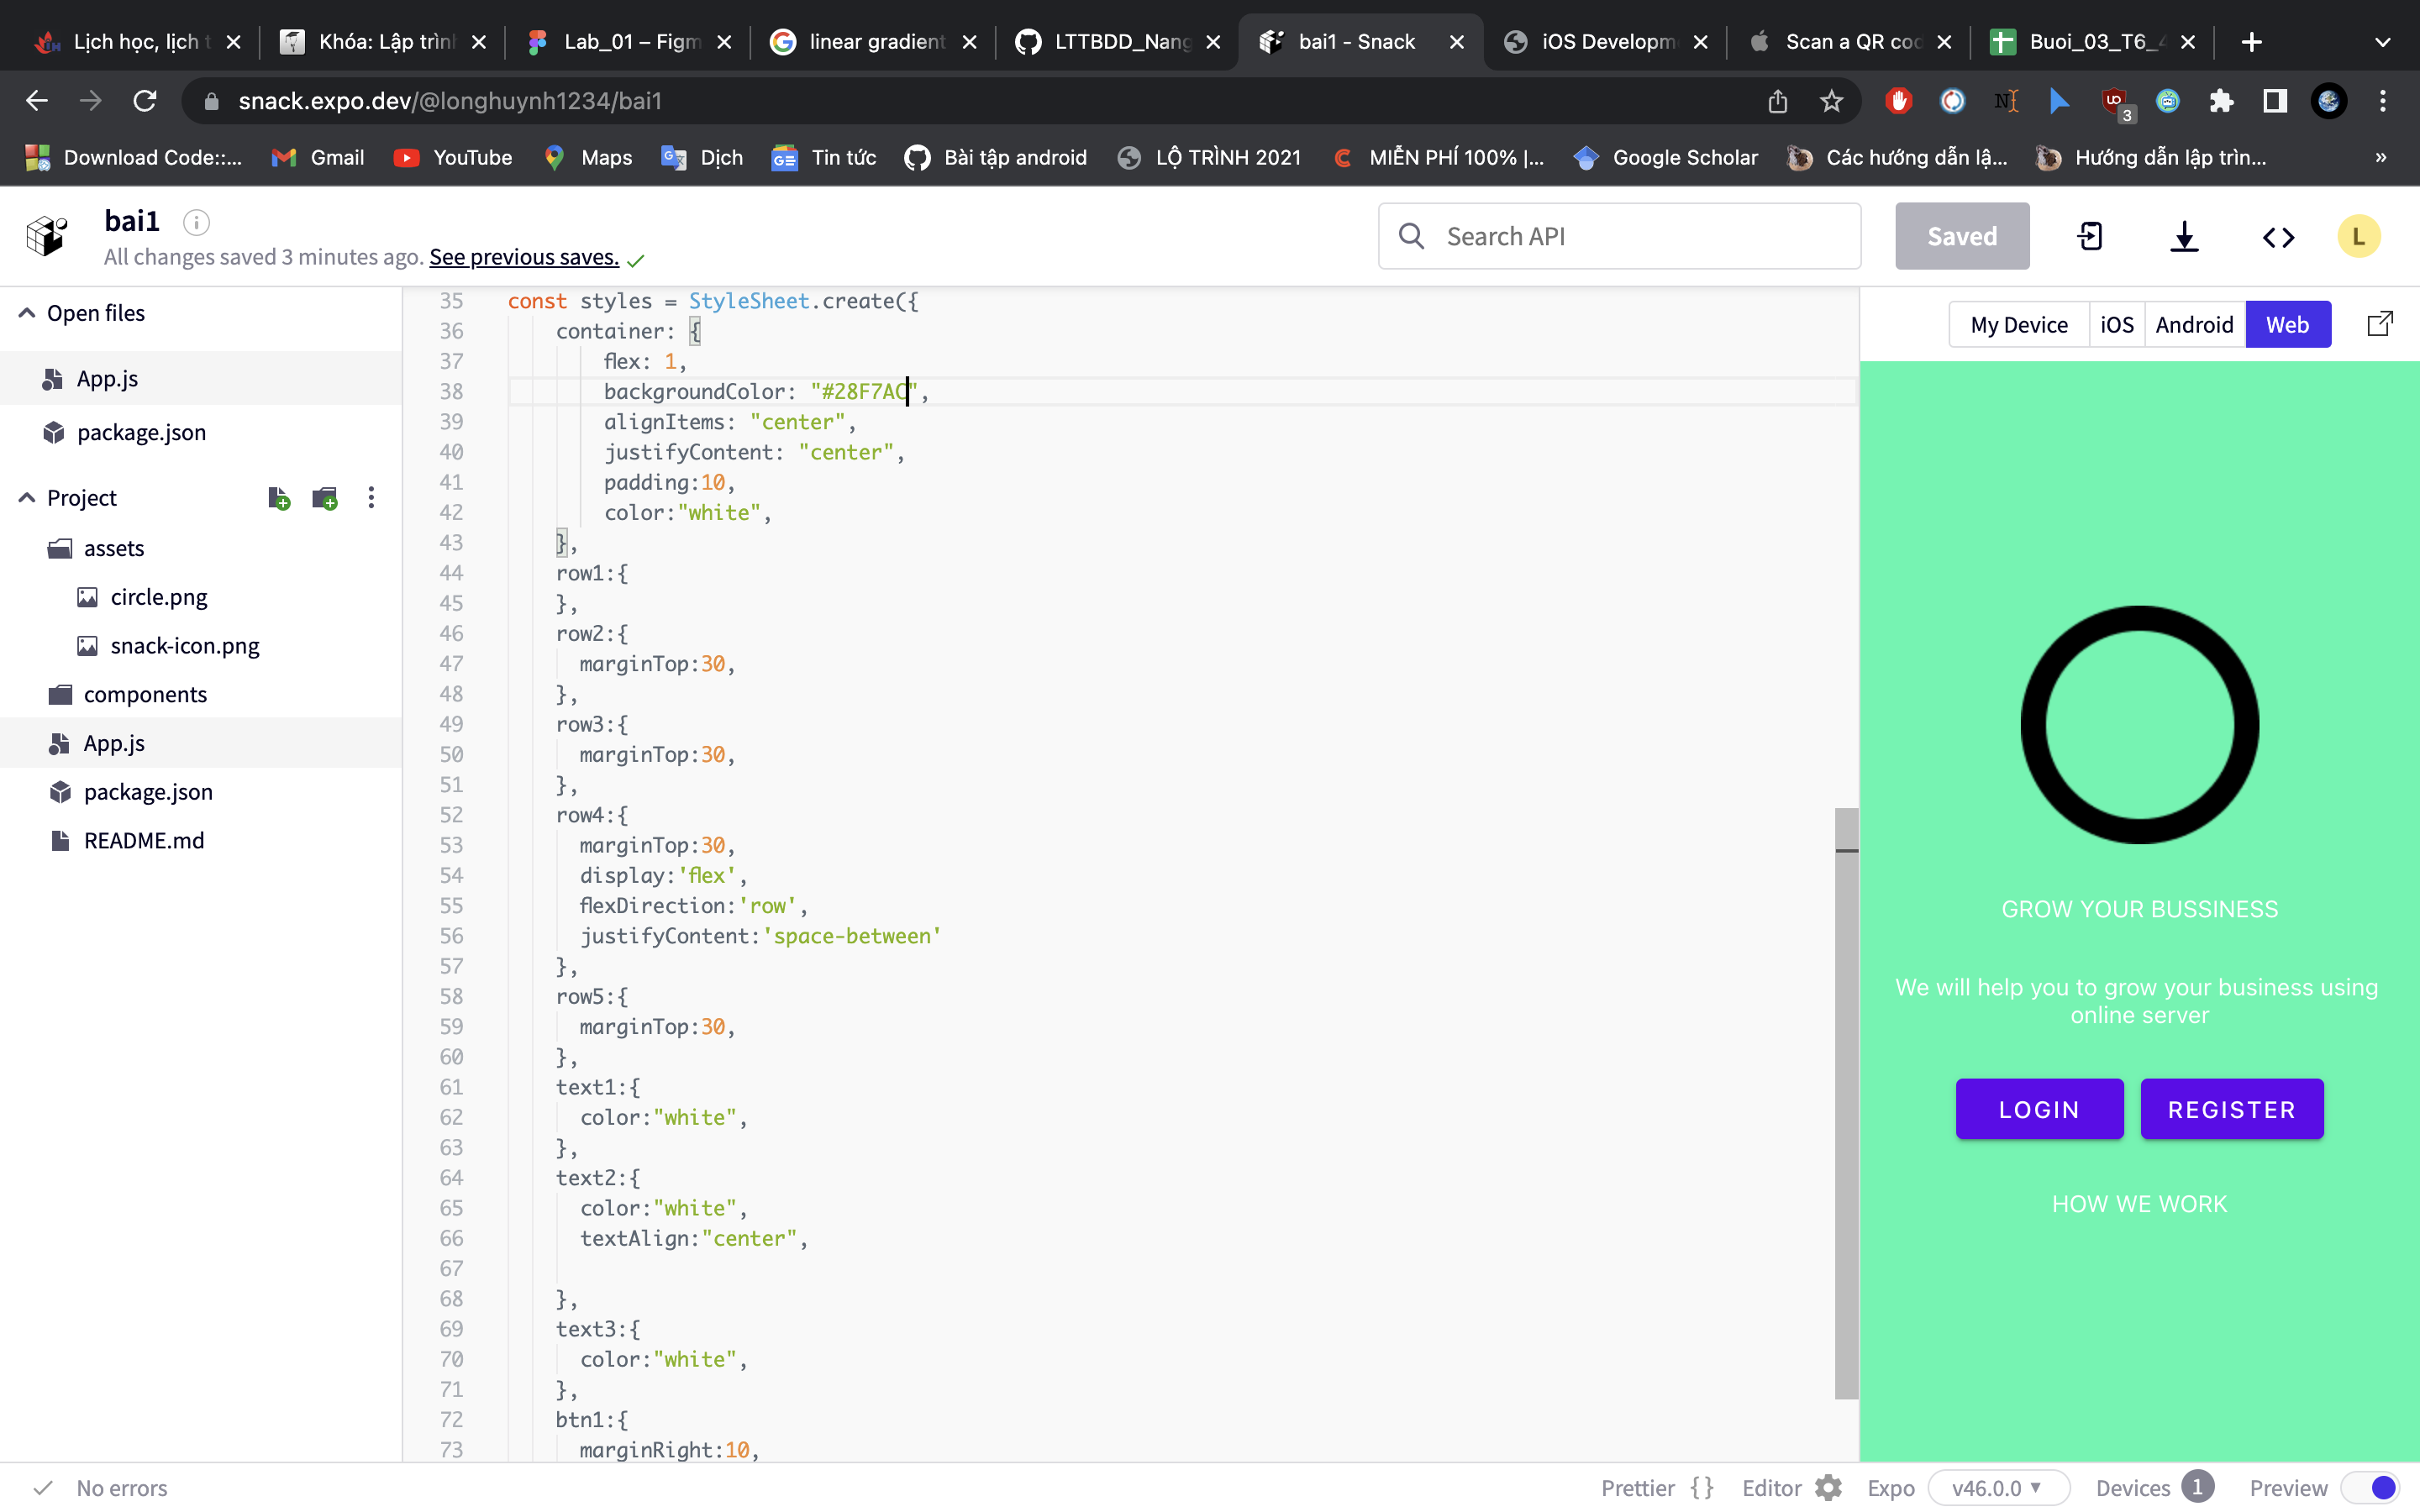 Lịch học, lịch t
Khóa: Lập trình
Lab_01 – Figm
linear gradient
LTTBDD_Nang
bai1 - Snack
iOS Developm
Scan a QR cod
Buoi_03_T6_4
snack.expo.dev/@longhuynh1234/bai1
3
Download Code::...
Gmail
YouTube
Maps
Dịch
Tin tức
Bài tập android
LỘ TRÌNH 2021
MIỄN PHÍ 100% |...
Google Scholar
Các hướng dẫn lậ...
Hướng dẫn lập trìn...
»
bai1
All changes saved 3 minutes ago. See previous saves.
Search API
Saved
L
Open files
App.js
package.json
Project
assets
circle.png
snack-icon.png
components
App.js
package.json
README.md
35 const styles = StyleSheet.create({
36 container: {
37 flex: 1,
38 backgroundColor: "#28F7AC",
39 alignItems: "center",
40 justifyContent: "center",
41 padding:10,
42 color:"white",
43 },
44 row1:{
45 },
46 row2:{
47 marginTop:30,
48 },
49 row3:{
50 marginTop:30,
51 },
52 row4:{
53 marginTop:30,
54 display:'flex',
55 flexDirection:'row',
56 justifyContent:'space-between'
57 },
58 row5:{
59 marginTop:30,
60 },
61 text1:{
62 color:"white",
63 },
64 text2:{
65 color:"white",
66 textAlign:"center",
67
68 },
69 text3:{
70 color:"white",
71 },
72 btn1:{
73 marginRight:10,
My Device
iOS
Android
Web
GROW YOUR BUSSINESS
We will help you to grow your business using
online server
LOGIN
REGISTER
HOW WE WORK
No errors
Prettier { }
Editor
Expo
v46.0.0 ▼
Devices 1
Preview